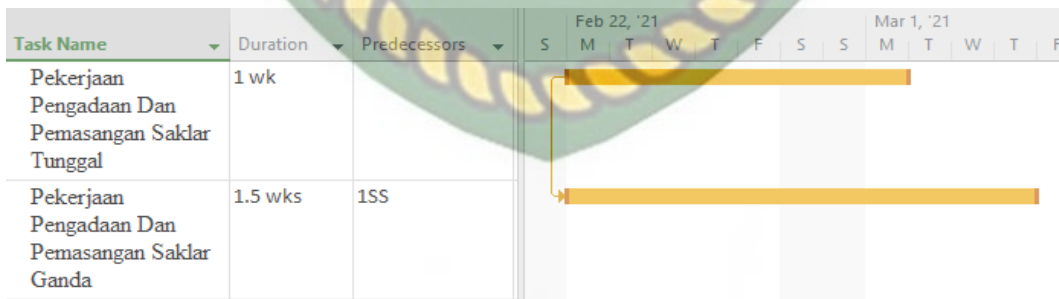 Feb 22, '21 Mar 1, '21
Task Name Duration Predecessors S M T W T F S S M T W T F
Pekerjaan 1 wk
Pengadaan Dan
Pemasangan Saklar
Tunggal
Pekerjaan 1.5 wks 1SS
Pengadaan Dan
Pemasangan Saklar
Ganda